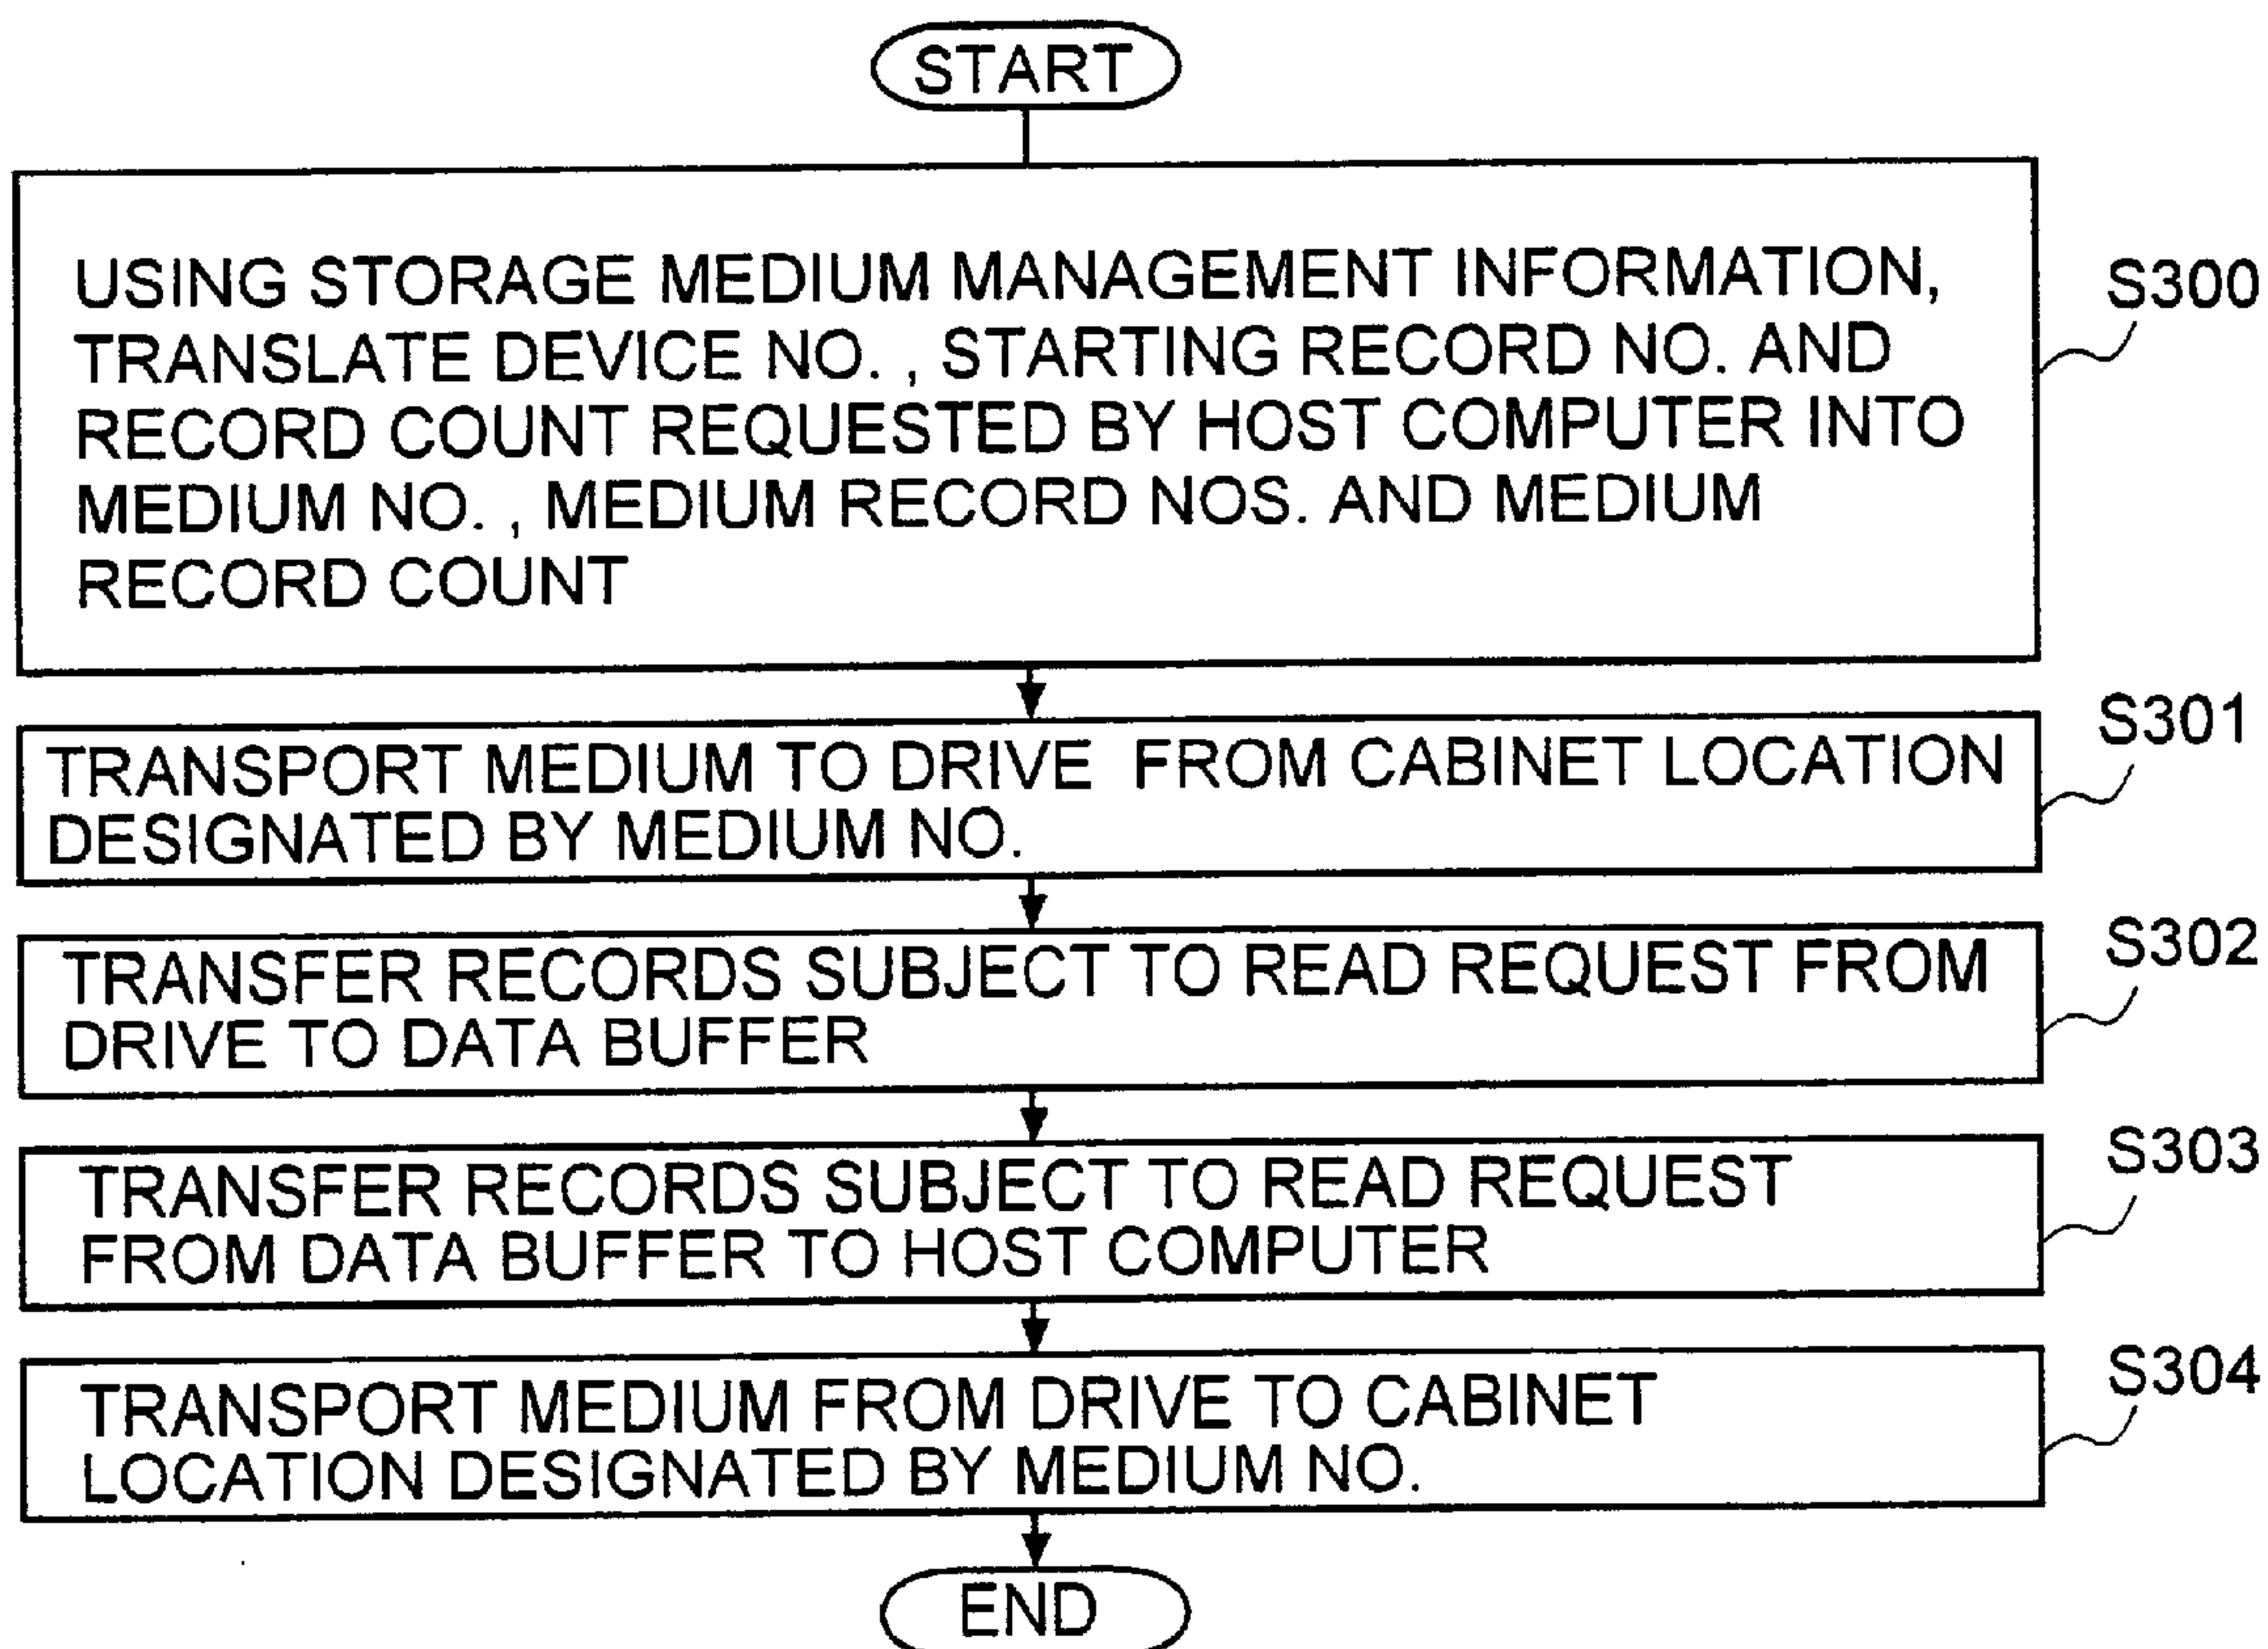 START
USING STORAGE MEDIUM MANAGEMENT INFORMATION,
TRANSLATE DEVICE NO. , STARTING RECORD NO. AND
RECORD COUNT REQUESTED BY HOST COMPUTER INTO
MEDIUM NO. , MEDIUM RECORD NOS. AND MEDIUM
RECORD COUNT
S300
TRANSPORT MEDIUM TO DRIVE FROM CABINET LOCATION
DESIGNATED BY MEDIUM NO.
S301
TRANSFER RECORDS SUBJECT TO READ REQUEST FROM
DRIVE TO DATA BUFFER
S302
TRANSFER RECORDS SUBJECT TO READ REQUEST
FROM DATA BUFFER TO HOST COMPUTER
S303
TRANSPORT MEDIUM FROM DRIVE TO CABINET
LOCATION DESIGNATED BY MEDIUM NO.
S304
END